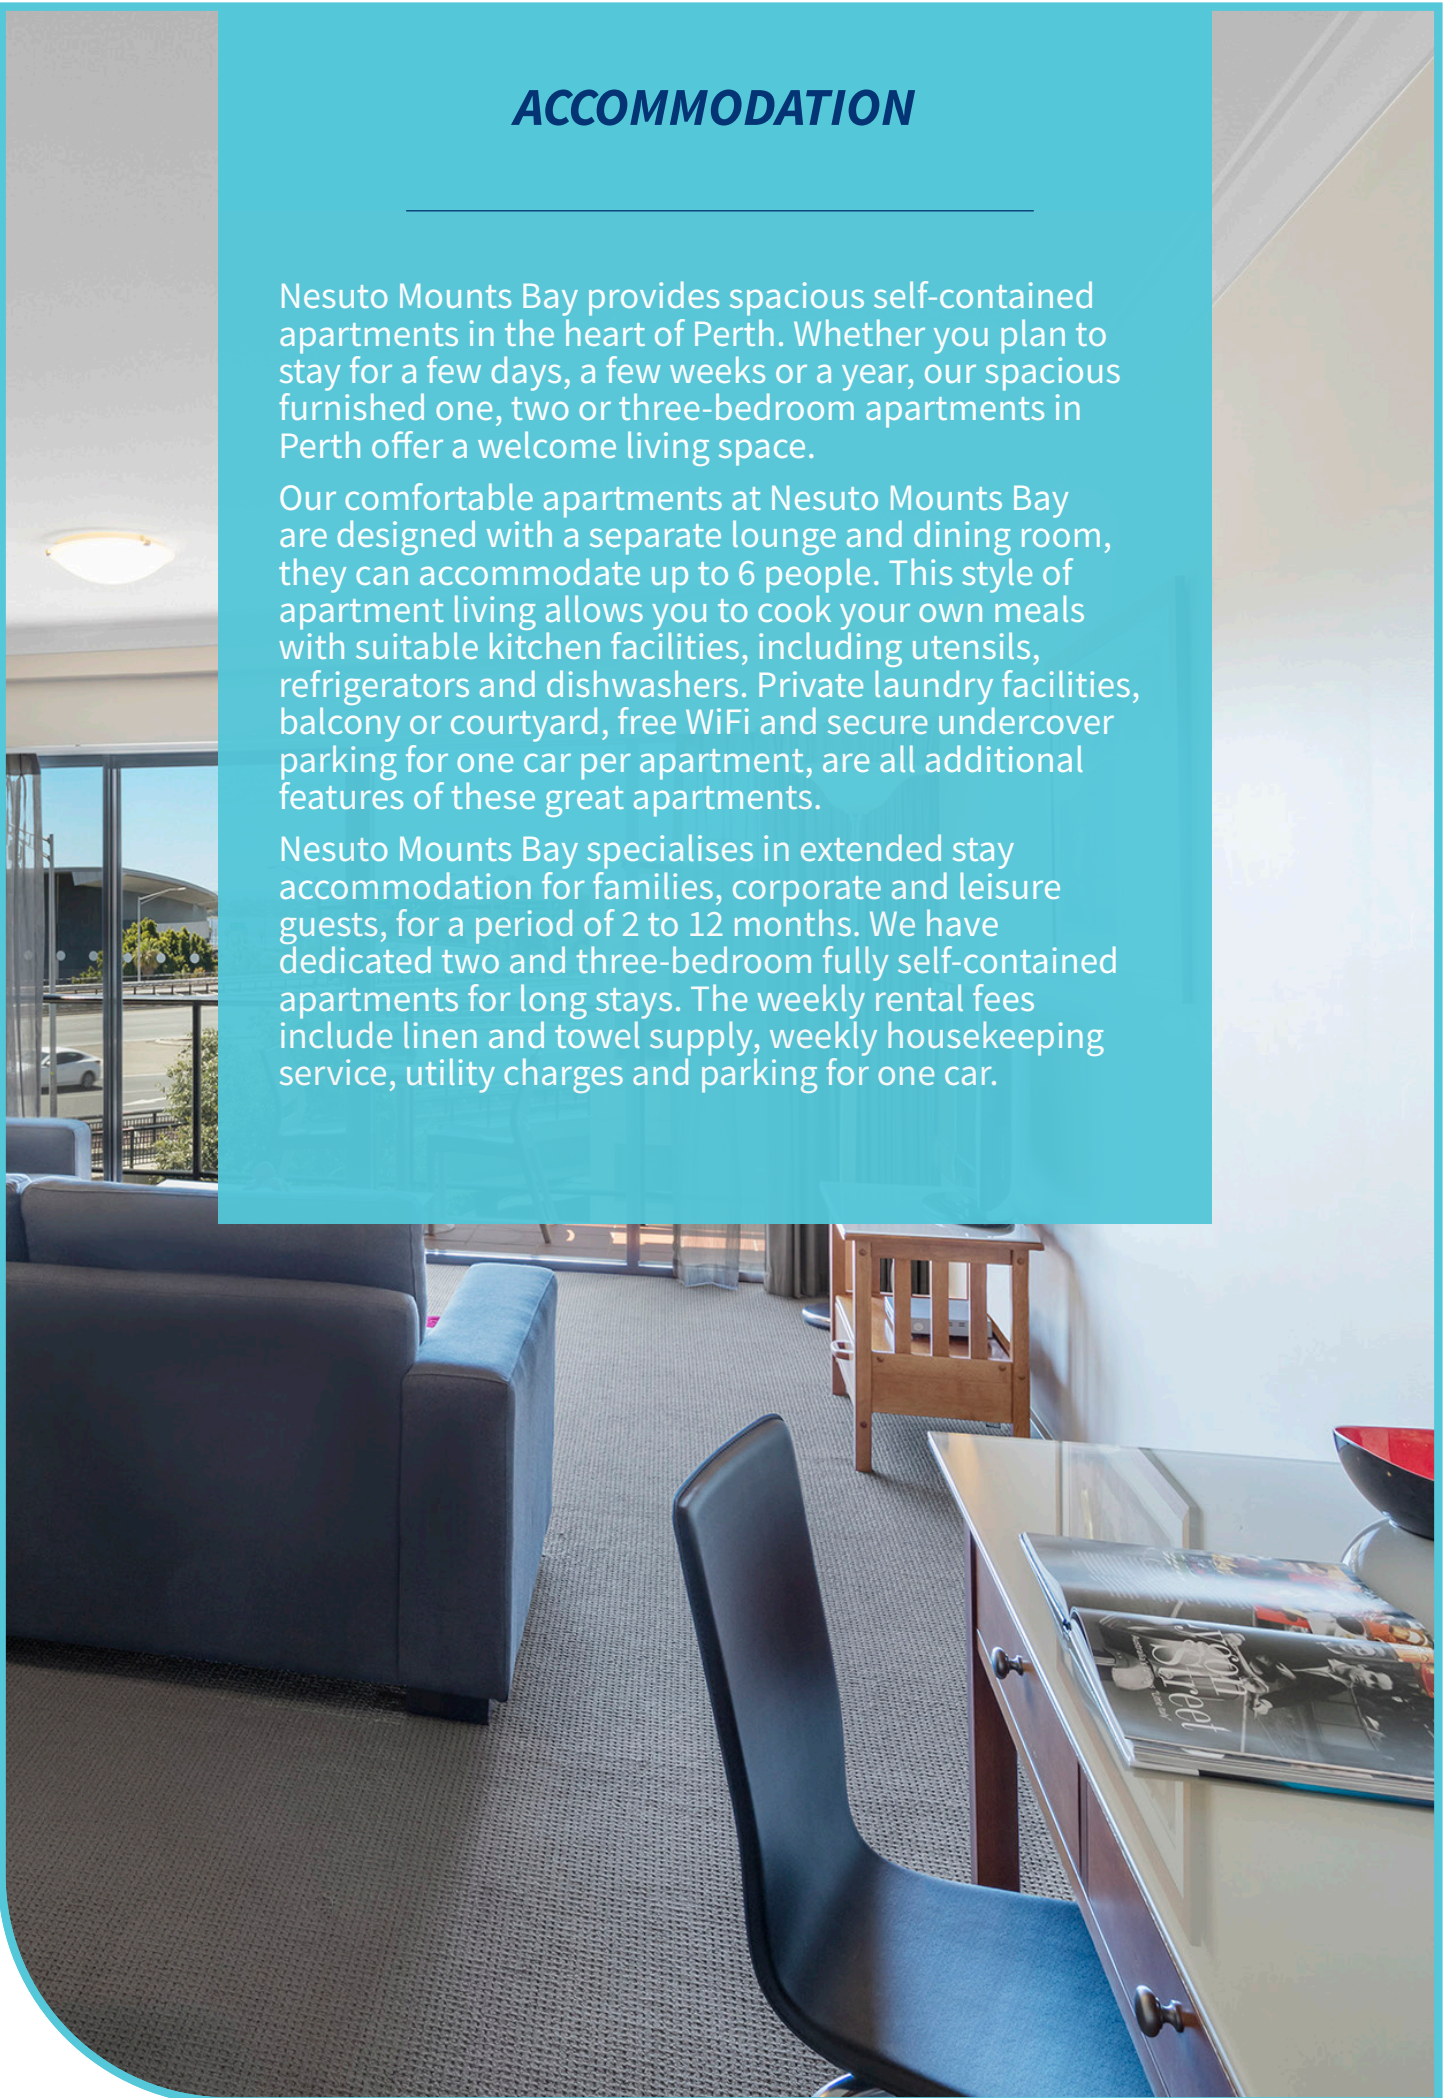 ACCOMMODATION
Nesuto Mounts Bay provides spacious self-contained
apartments in the heart of Perth. Whether you plan to
stay for a few days, a few weeks or a year, our spacious
furnished one, two or three-bedroom apartments in
Perth offer a welcome living space.
Our comfortable apartments at Nesuto Mounts Bay
are designed with a separate lounge and dining room,
they can accommodate up to 6 people. This style of
apartment living allows you to cook your own meals
with suitable kitchen facilities, including utensils,
refrigerators and dishwashers. Private laundry facilities,
balcony or courtyard, free WiFi and secure undercover
parking for one car per apartment, are all additional
features of these great apartments.
Nesuto Mounts Bay specialises in extended stay
accommodation for families, corporate and leisure
guests, for a period of 2 to 12 months. We have
dedicated two and three-bedroom fully self-contained
apartments for long stays. The weekly rental fees
include linen and towel supply, weekly housekeeping
service, utility charges and parking for one car.
Street